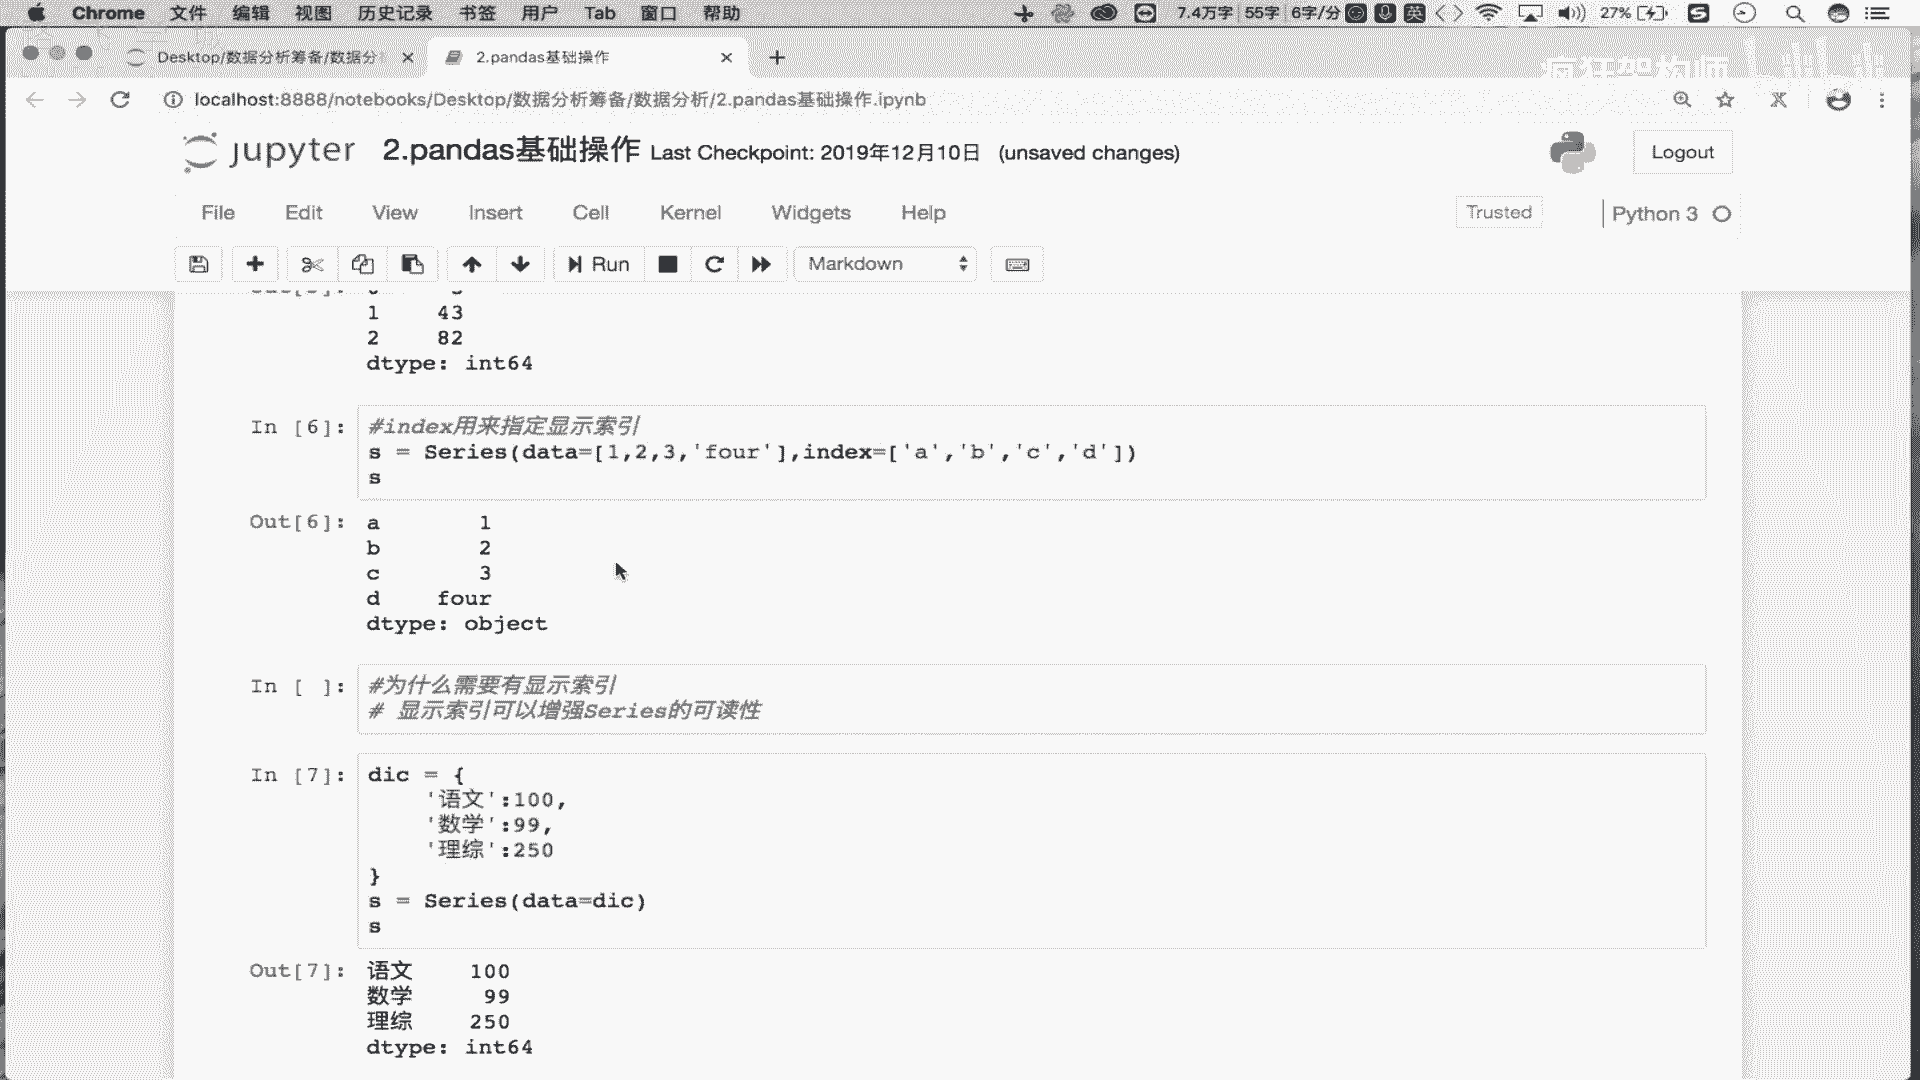 Chrome 文件 编辑 视图 历史记录 书签 用户 Tab 窗口 帮助 7.4万字 55字 6字/分 英 27%
Desktop/数据分析筹备/数据分 2.pandas基础操作
疯狂架构师
localhost:8888/notebooks/Desktop/数据分析筹备/数据分析/2.pandas基础操作.ipynb
jupyter 2.pandas基础操作 Last Checkpoint: 2019年12月10日 (unsaved changes) Logout
File Edit View Insert Cell Kernel Widgets Help Trusted Python 3
Run Markdown
1 43
2 82
dtype: int64
In [6]: #index用来指定显示索引
s = Series(data=[1,2,3,'four'],index=['a','b','c','d'])
s
Out[6]: a 1
b 2
c 3
d four
dtype: object
In [ ]: #为什么需要有显示索引
# 显示索引可以增强Series的可读性
In [7]: dic = {
'语文':100,
'数学':99,
'理综':250
}
s = Series(data=dic)
s
Out[7]: 语文 100
数学 99
理综 250
dtype: int64